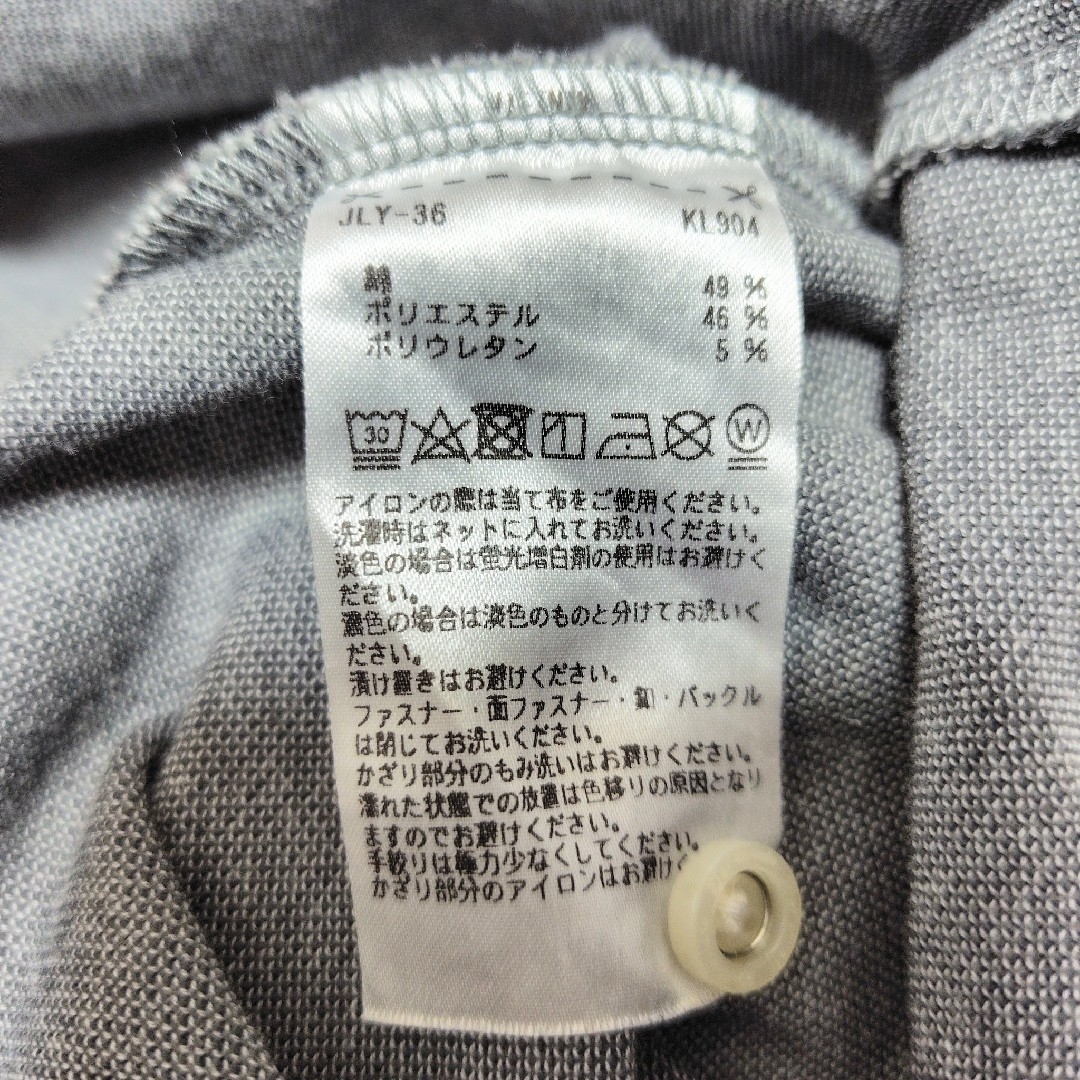 JLY-36 KL904
綿 49 %
ポリエステル 46 %
ポリウレタン 5 %
30 W
アイロンの際は当て布をご使用ください。
洗濯時はネットに入れてお洗いください。
淡色の場合は蛍光増白剤の使用はお避けく
ださい。
濃色の場合は淡色のものと分けてお洗いく
ださい。
漬け置きはお避けください。
ファスナー・面ファスナー・釦・バックル
は閉じてお洗いください。
かざり部分のもみ洗いはお避けください。
濡れた状態での放置は色移りの原因となり
ますのでお避けください。
手絞りは極力少なくしてください。
かざり部分のアイロンはお避けく